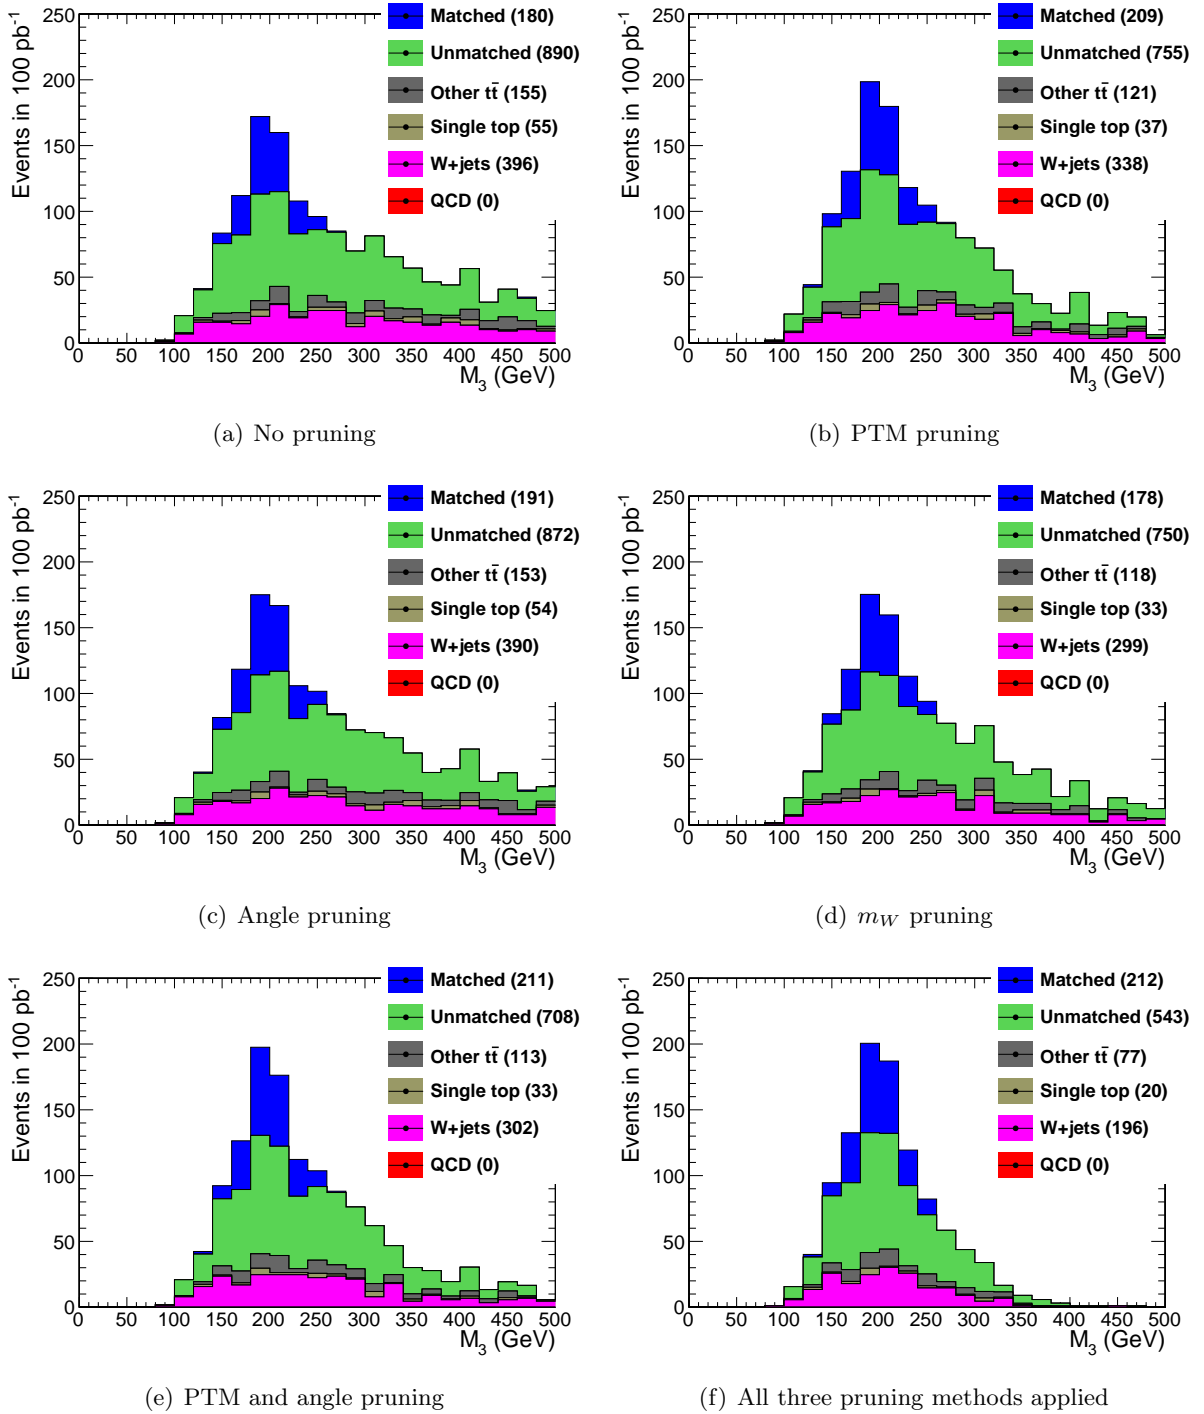 Events in 100 pb⁻¹
250
200
150
100
50
0
Matched (180)
Unmatched (890)
Other tt̄ (155)
Single top (55)
W+jets (396)
QCD (0)
0 50 100 150 200 250 300 350 400 450 500
M₃ (GeV)
(a) No pruning
Events in 100 pb⁻¹
250
200
150
100
50
0
Matched (209)
Unmatched (755)
Other tt̄ (121)
Single top (37)
W+jets (338)
QCD (0)
0 50 100 150 200 250 300 350 400 450 500
M₃ (GeV)
(b) PTM pruning
Events in 100 pb⁻¹
250
200
150
100
50
0
Matched (191)
Unmatched (872)
Other tt̄ (153)
Single top (54)
W+jets (390)
QCD (0)
0 50 100 150 200 250 300 350 400 450 500
M₃ (GeV)
(c) Angle pruning
Events in 100 pb⁻¹
250
200
150
100
50
0
Matched (178)
Unmatched (750)
Other tt̄ (118)
Single top (33)
W+jets (299)
QCD (0)
0 50 100 150 200 250 300 350 400 450 500
M₃ (GeV)
(d) m_W pruning
Events in 100 pb⁻¹
250
200
150
100
50
0
Matched (211)
Unmatched (708)
Other tt̄ (113)
Single top (33)
W+jets (302)
QCD (0)
0 50 100 150 200 250 300 350 400 450 500
M₃ (GeV)
(e) PTM and angle pruning
Events in 100 pb⁻¹
250
200
150
100
50
0
Matched (212)
Unmatched (543)
Other tt̄ (77)
Single top (20)
W+jets (196)
QCD (0)
0 50 100 150 200 250 300 350 400 450 500
M₃ (GeV)
(f) All three pruning methods applied